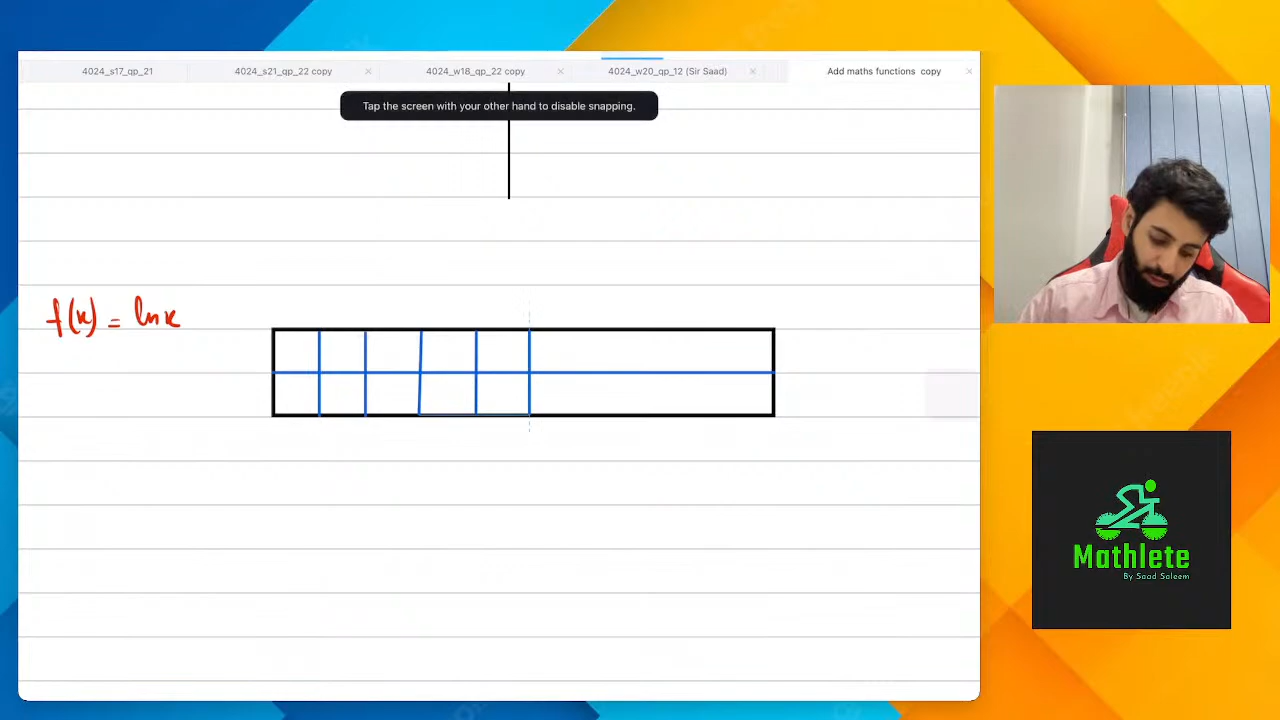 4024_s17_qp_21
4024_s21_qp_22 copy
4024_w18_qp_22 copy
4024_w20_qp_12 (Sir Saad)
Add maths functions copy
Tap the screen with your other hand to disable snapping.
f(x) = lnx
Mathlete
By Saad Saleem